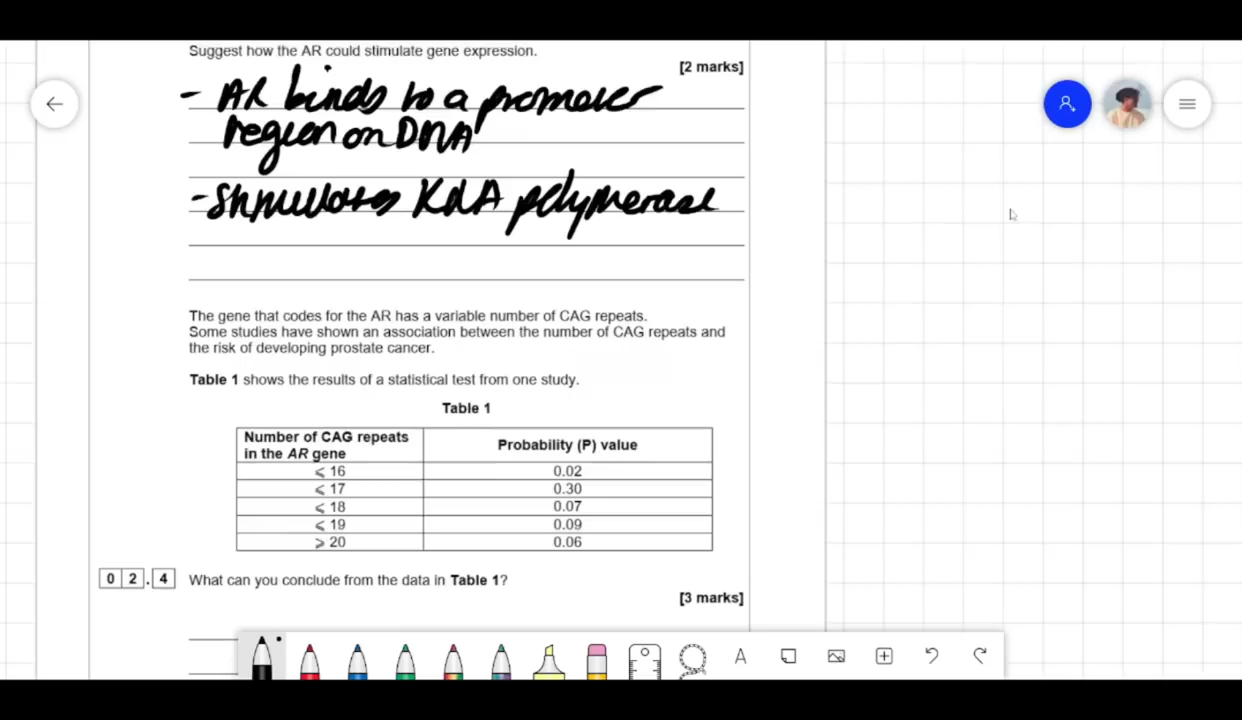 Suggest how the AR could stimulate gene expression.
[2 marks]
- AR binds to a promoter
region on DNA
- Stimulates RNA polymerase
The gene that codes for the AR has a variable number of CAG repeats.
Some studies have shown an association between the number of CAG repeats and
the risk of developing prostate cancer.
Table 1 shows the results of a statistical test from one study.
Table 1
Number of CAG repeats
in the AR gene
Probability (P) value
⩽ 16 0.02
⩽ 17 0.30
⩽ 18 0.07
⩽ 19 0.09
⩾ 20 0.06
0 2 . 4 What can you conclude from the data in Table 1?
[3 marks]
A